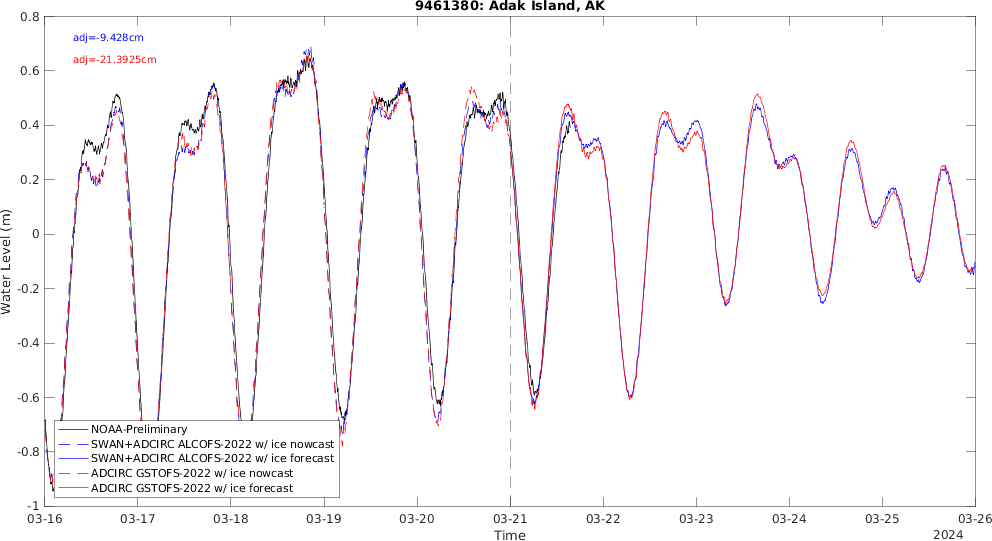 9461380: Adak Island, AK
adj=-9.428cm
adj=-21.3925cm
0.8
0.6
0.4
0.2
0
-0.2
-0.4
-0.6
-0.8
-1
Water Level (m)
NOAA-Preliminary
SWAN+ADCIRC ALCOFS-2022 w/ ice nowcast
SWAN+ADCIRC ALCOFS-2022 w/ ice forecast
ADCIRC GSTOFS-2022 w/ ice nowcast
ADCIRC GSTOFS-2022 w/ ice forecast
03-16 03-17 03-18 03-19 03-20 03-21 03-22 03-23 03-24 03-25 03-26
Time
2024